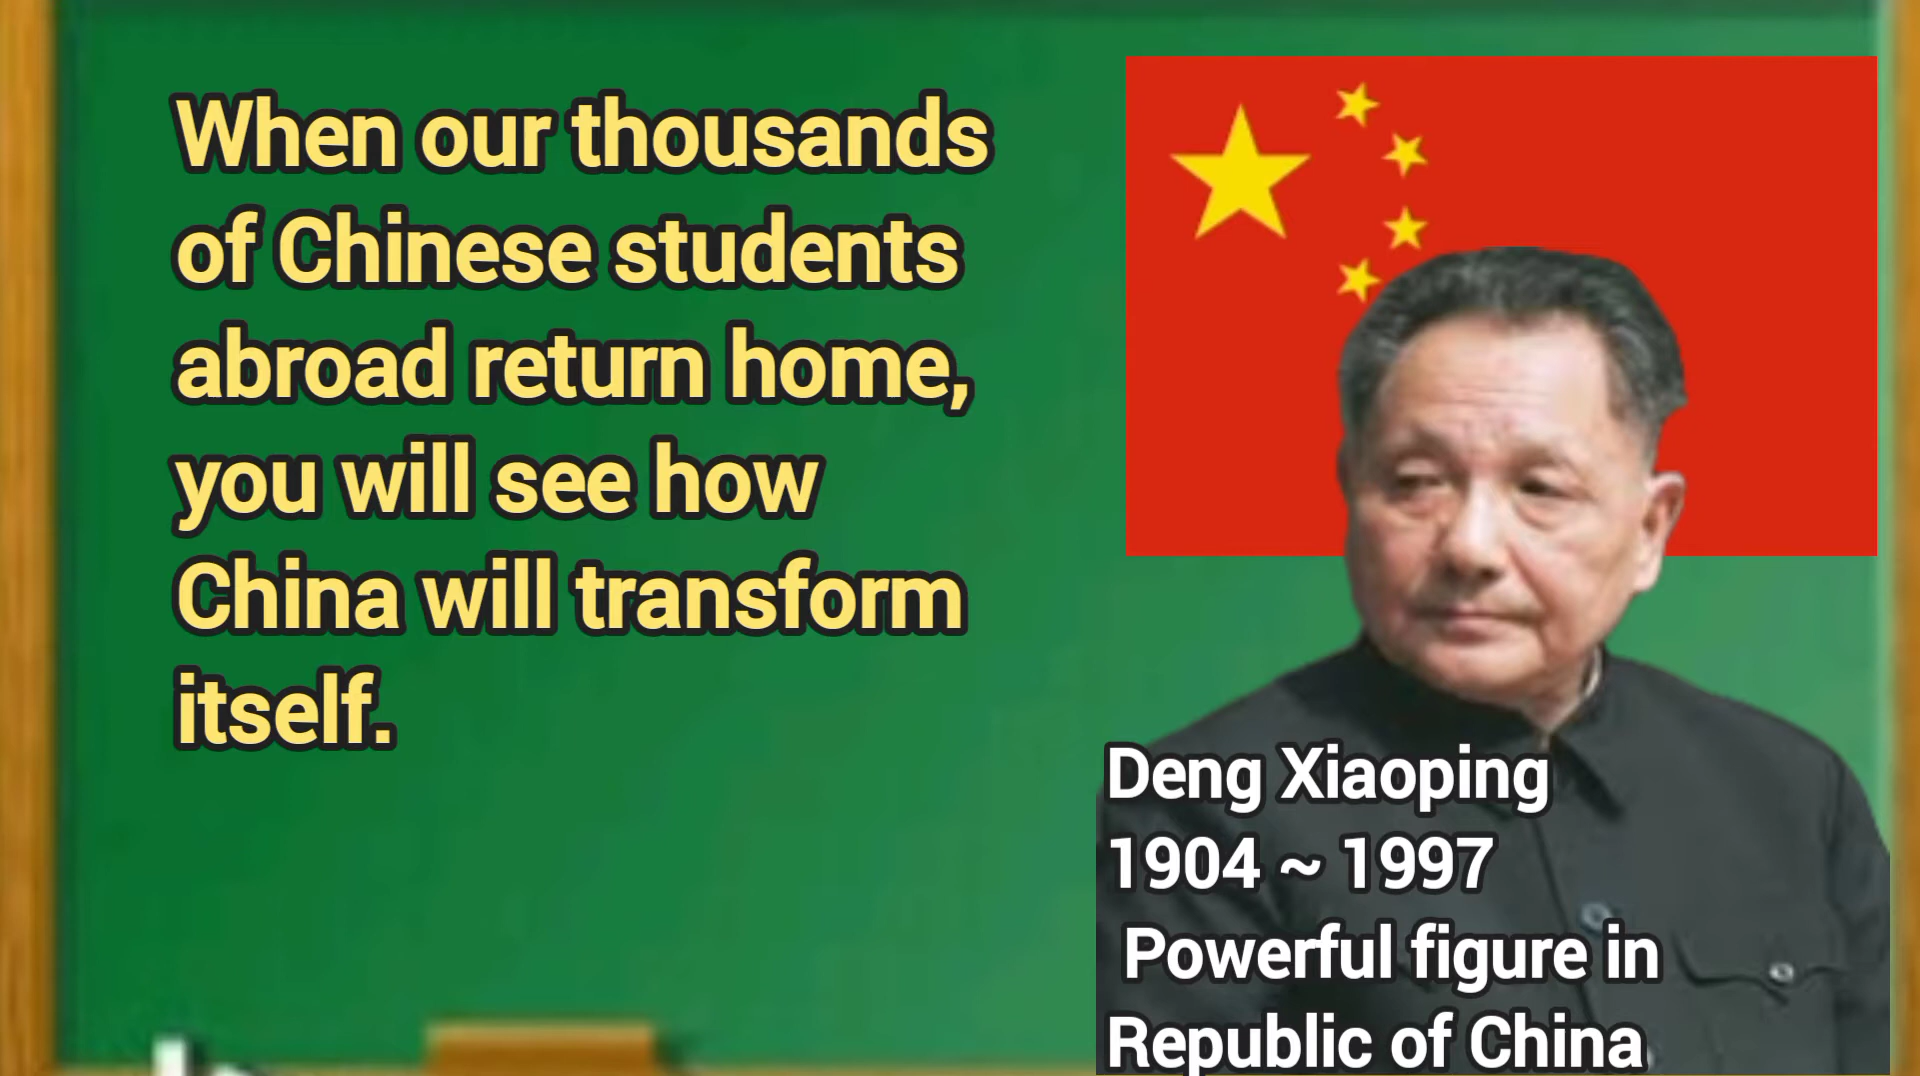 When our thousands
of Chinese students
abroad return home,
you will see how
China will transform
itself.
Deng Xiaoping
1904 ~ 1997
Powerful figure in
Republic of China